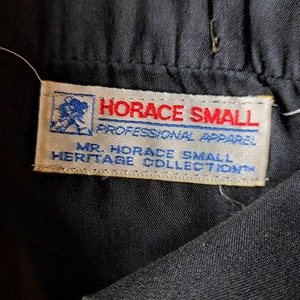 HORACE SMALL
PROFESSIONAL APPAREL
MR. HORACE SMALL
HERITAGE COLLECTION™